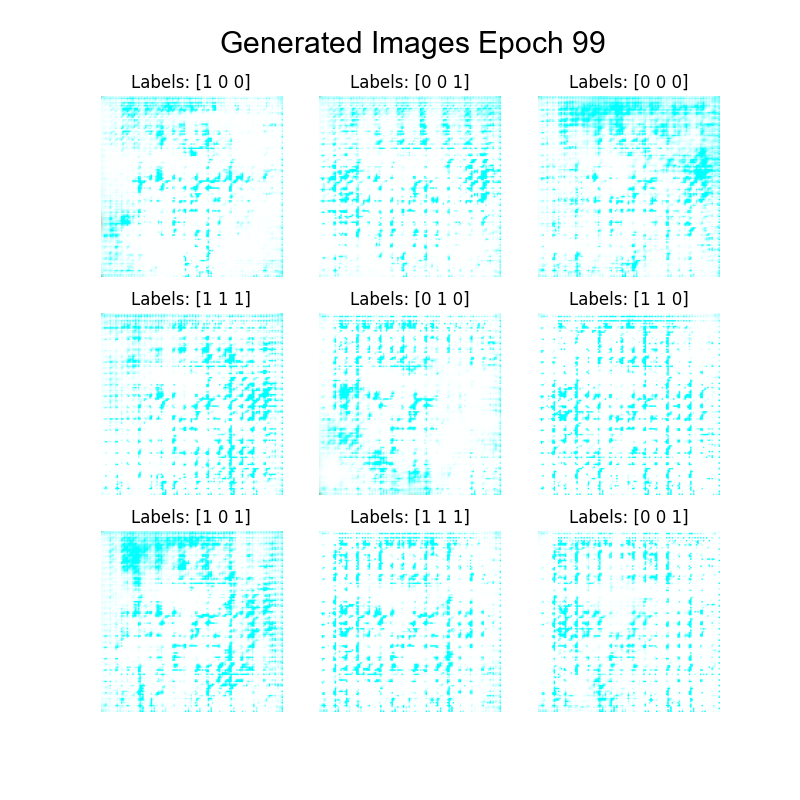 Generated Images Epoch 99
Labels: [1 0 0]
Labels: [0 0 1]
Labels: [0 0 0]
Labels: [1 1 1]
Labels: [0 1 0]
Labels: [1 1 0]
Labels: [1 0 1]
Labels: [1 1 1]
Labels: [0 0 1]